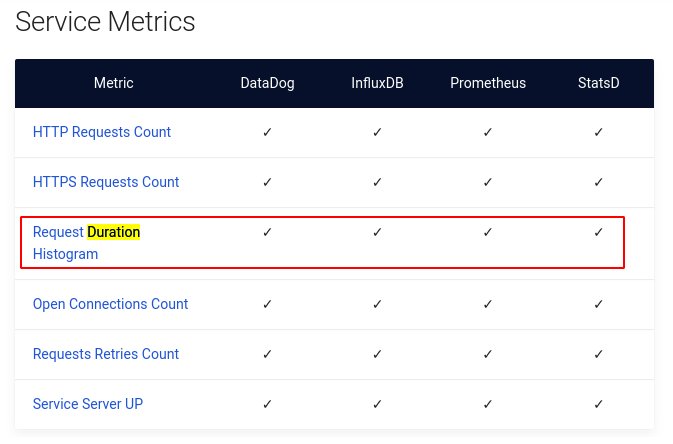 Service Metrics
Metric DataDog InfluxDB Prometheus StatsD
HTTP Requests Count ✓ ✓ ✓ ✓
HTTPS Requests Count ✓ ✓ ✓ ✓
Request Duration ✓ ✓ ✓ ✓
Histogram
Open Connections Count ✓ ✓ ✓ ✓
Requests Retries Count ✓ ✓ ✓ ✓
Service Server UP ✓ ✓ ✓ ✓